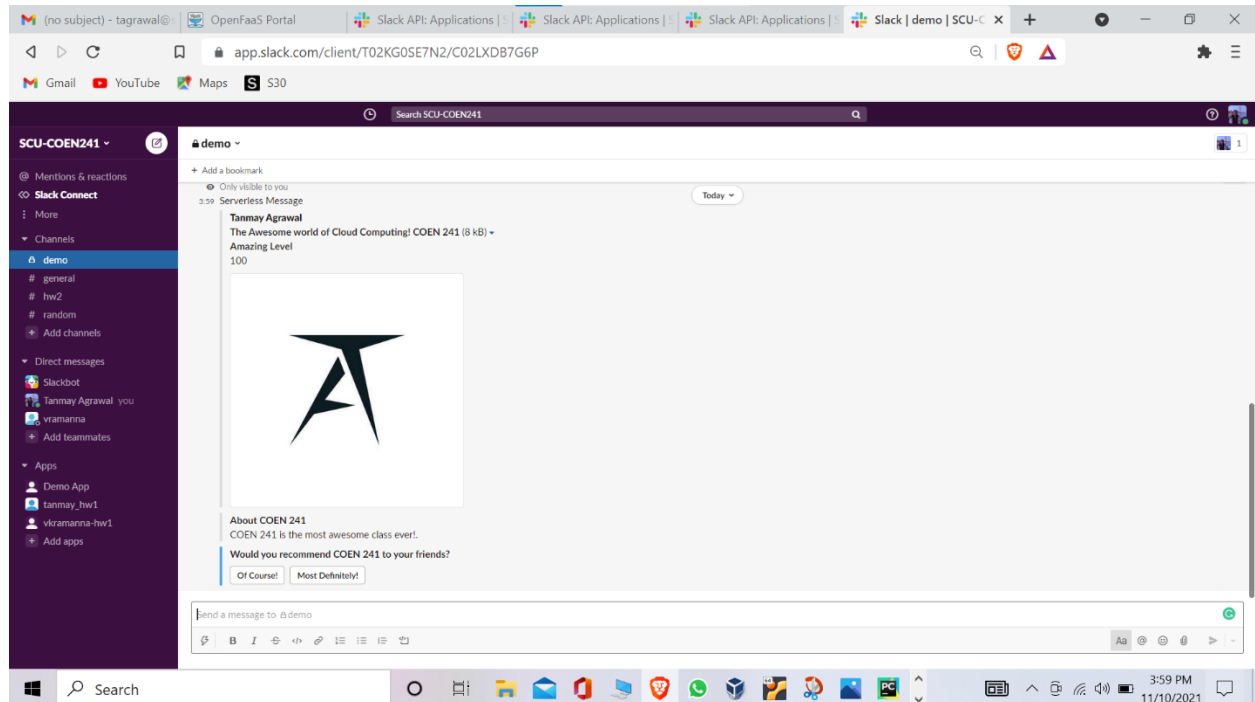 (no subject) - tagrawal@s
OpenFaaS Portal
Slack API: Applications | S
Slack API: Applications | S
Slack API: Applications | S
Slack | demo | SCU-C
app.slack.com/client/T02KG0SE7N2/C02LXDB7G6P
Gmail
YouTube
Maps
S S30
Search SCU-COEN241
SCU-COEN241
demo
1
@ Mentions & reactions
Slack Connect
More
Channels
demo
# general
# hw2
# random
+ Add channels
Direct messages
Slackbot
Tanmay Agrawal you
vramanna
+ Add teammates
Apps
Demo App
tanmay_hw1
vkramanna-hw1
+ Add apps
+ Add a bookmark
Only visible to you
Today
3:59 Serverless Message
Tanmay Agrawal
The Awesome world of Cloud Computing! COEN 241 (8 kB)
Amazing Level
100
About COEN 241
COEN 241 is the most awesome class ever!.
Would you recommend COEN 241 to your friends?
Of Course! Most Definitely!
Send a message to demo
B I S </> Aa @
Search
PC
3:59 PM
11/10/2021